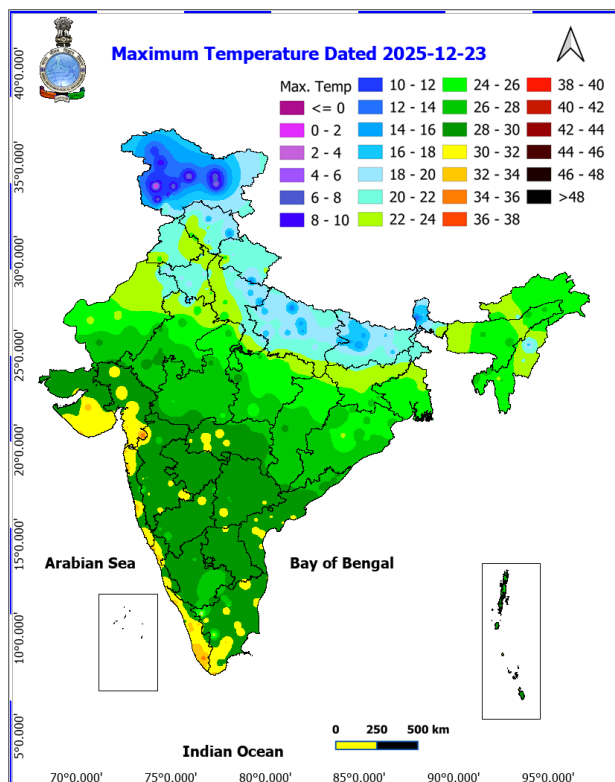 Maximum Temperature Dated 2025-12-23
Max. Temp
<= 0
0 - 2
2 - 4
4 - 6
6 - 8
8 - 10
10 - 12
12 - 14
14 - 16
16 - 18
18 - 20
20 - 22
22 - 24
24 - 26
26 - 28
28 - 30
30 - 32
32 - 34
34 - 36
36 - 38
38 - 40
40 - 42
42 - 44
44 - 46
46 - 48
>48
40°0.000'
35°0.000'
30°0.000'
25°0.000'
20°0.000'
15°0.000'
10°0.000'
5°0.000'
Arabian Sea
Bay of Bengal
0 250 500 km
Indian Ocean
70°0.000' 75°0.000' 80°0.000' 85°0.000' 90°0.000' 95°0.000'